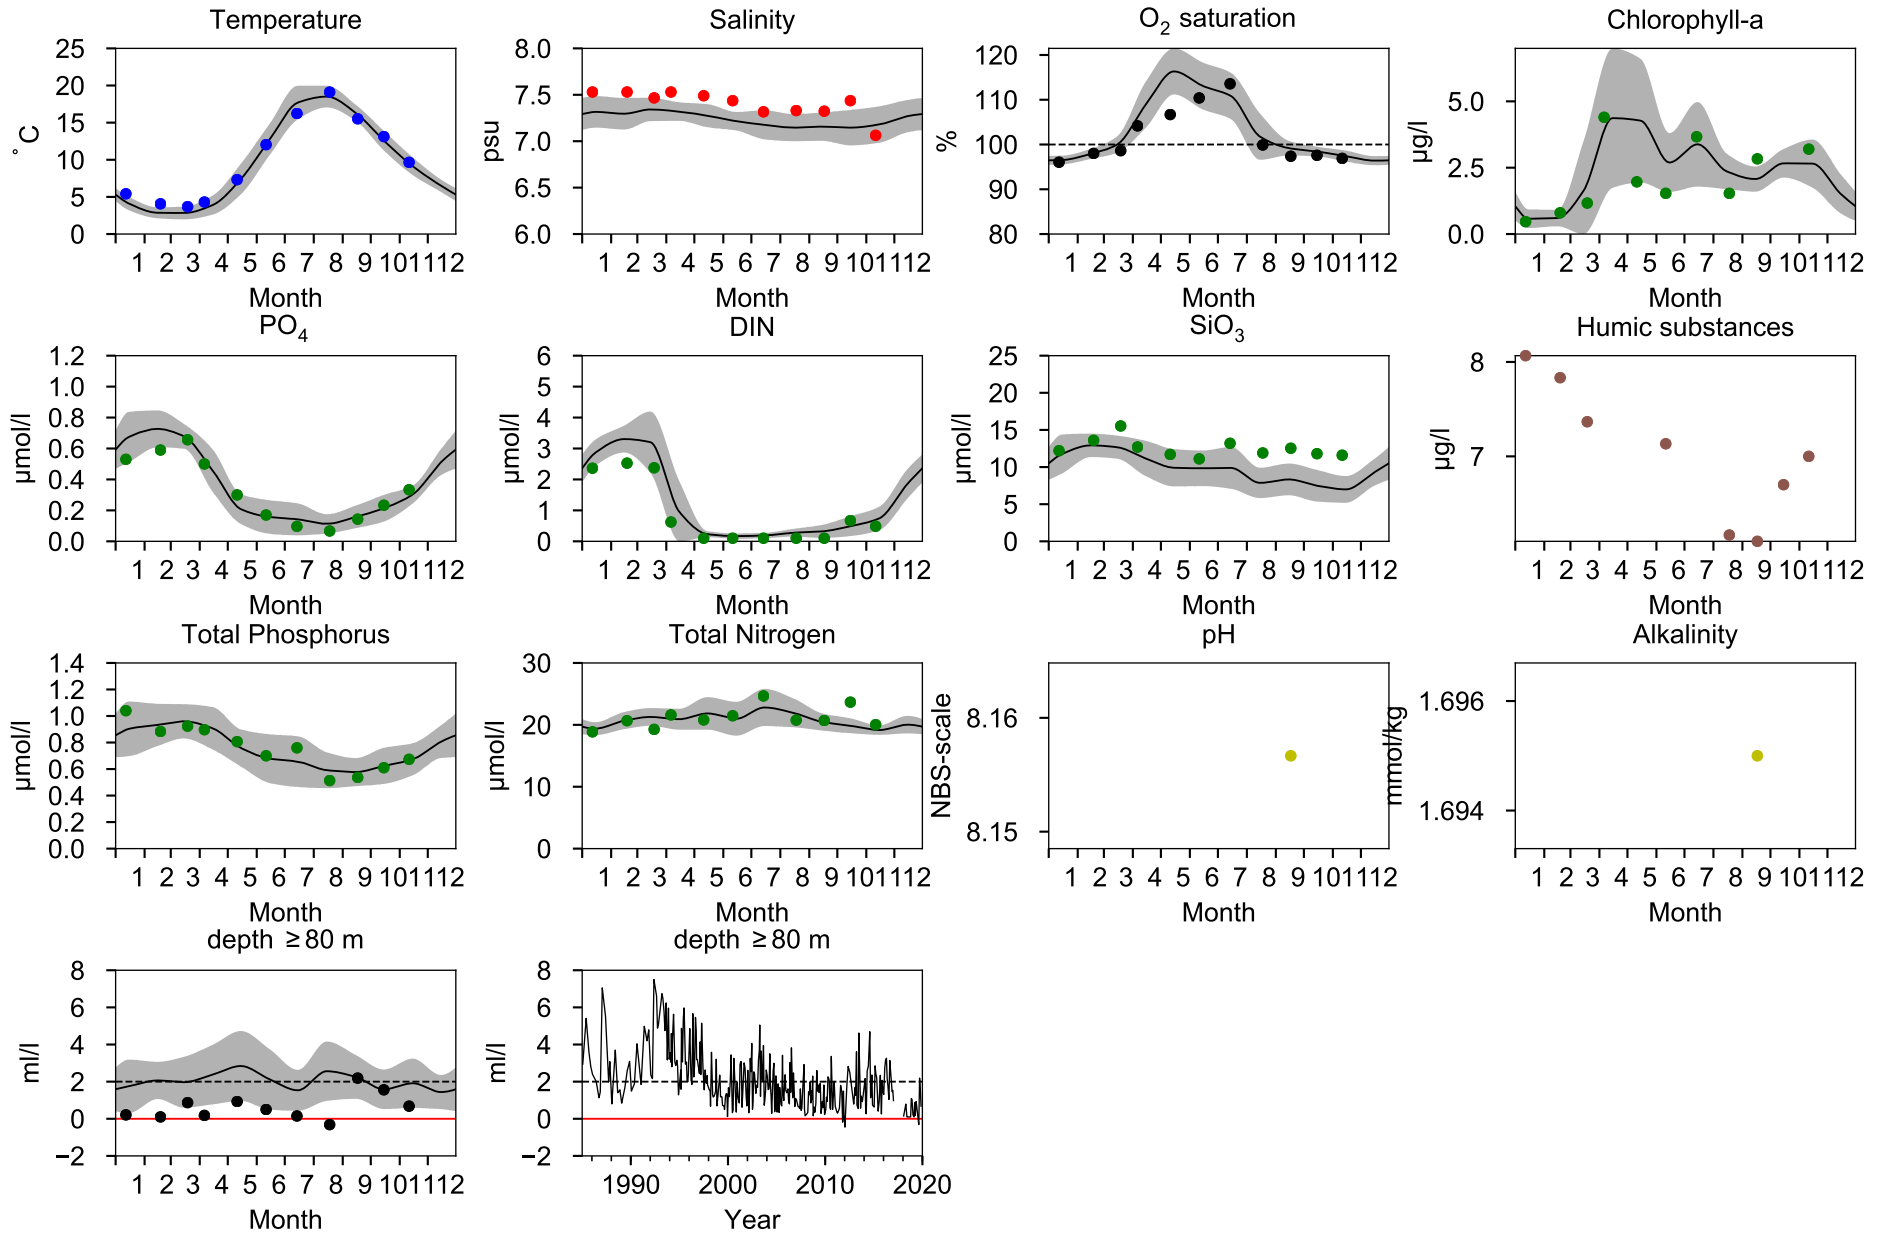 Temperature
25
20
15
10
5
0
°C
1 2 3 4 5 6 7 8 9 10 11 12
Month
Salinity
8.0
7.5
7.0
6.5
6.0
psu
1 2 3 4 5 6 7 8 9 10 11 12
Month
O2 saturation
120
110
100
90
80
%
1 2 3 4 5 6 7 8 9 10 11 12
Month
Chlorophyll-a
5.0
2.5
0.0
µg/l
1 2 3 4 5 6 7 8 9 10 11 12
Month
PO4
1.2
1.0
0.8
0.6
0.4
0.2
0.0
µmol/l
1 2 3 4 5 6 7 8 9 10 11 12
Month
DIN
6
5
4
3
2
1
0
µmol/l
1 2 3 4 5 6 7 8 9 10 11 12
Month
SiO3
25
20
15
10
5
0
µmol/l
1 2 3 4 5 6 7 8 9 10 11 12
Month
Humic substances
8
7
µg/l
1 2 3 4 5 6 7 8 9 10 11 12
Month
Total Phosphorus
1.4
1.2
1.0
0.8
0.6
0.4
0.2
0.0
µmol/l
1 2 3 4 5 6 7 8 9 10 11 12
Month
Total Nitrogen
30
20
10
0
µmol/l
1 2 3 4 5 6 7 8 9 10 11 12
Month
pH
8.16
8.15
NBS-scale
1 2 3 4 5 6 7 8 9 10 11 12
Month
Alkalinity
1.696
1.694
mmol/kg
1 2 3 4 5 6 7 8 9 10 11 12
Month
depth ≥80 m
8
6
4
2
0
−2
ml/l
1 2 3 4 5 6 7 8 9 10 11 12
Month
depth ≥80 m
8
6
4
2
0
−2
ml/l
1990 2000 2010 2020
Year